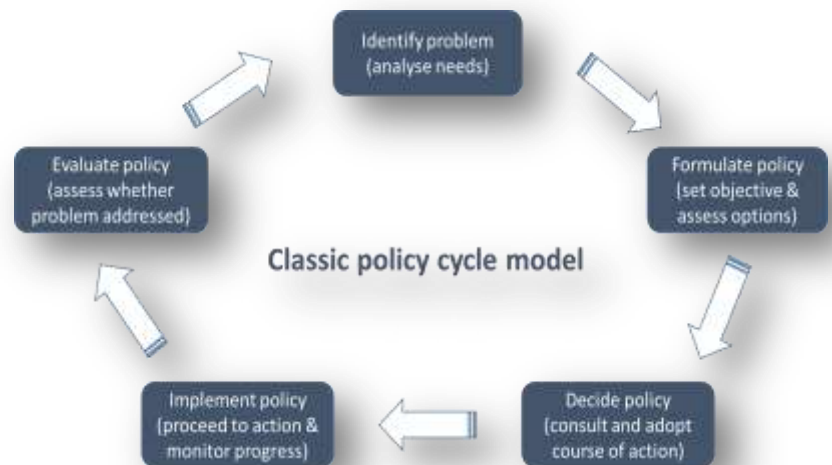 Identify problem
(analyse needs)
Formulate policy
(set objective &
assess options)
Decide policy
(consult and adopt
course of action)
Implement policy
(proceed to action &
monitor progress)
Evaluate policy
(assess whether
problem addressed)
Classic policy cycle model